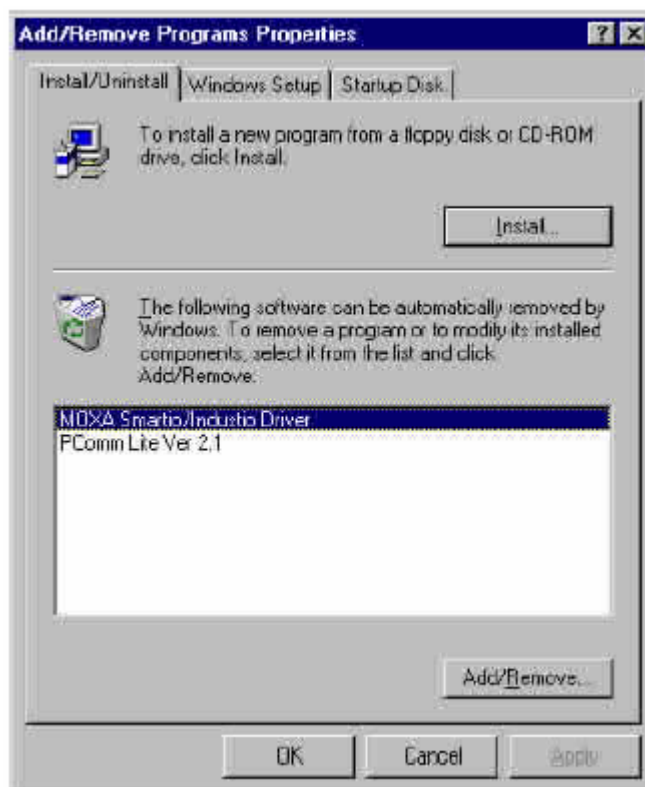 Add/Remove Programs Properties
Install/Uninstall
Windows Setup
Startup Disk
To install a new program from a floppy disk or CD-ROM
drive, click Install.
Install...
The following software can be automatically removed by
Windows. To remove a program or to modify its installed
components, select it from the list and click
Add/Remove.
MOXA Smartio/Industio Driver
PComm Lite Ver 2.1
Add/Remove...
OK
Cancel
Apply